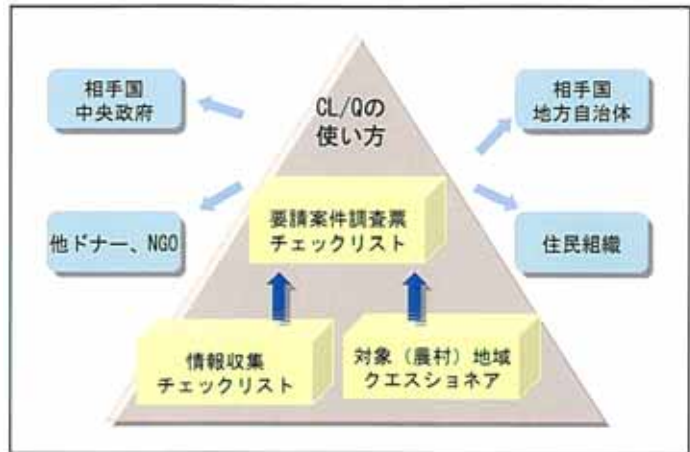 相手国
中央政府
CL/Qの
使い方
相手国
地方自治体
要請案件調査票
チェックリスト
他ドナー、NGO
住民組織
情報収集
チェックリスト
対象（農村）地域
クエスショネア